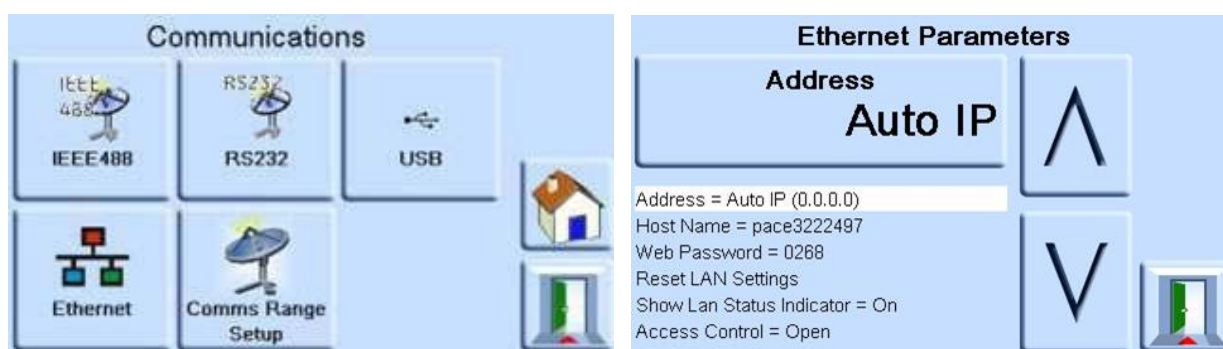 Communications
IEEE
488
IEEE488
RS232
RS232
USB
Ethernet
Comms Range
Setup
Ethernet Parameters
Address
Auto IP
Address = Auto IP (0.0.0.0)
Host Name = pace3222497
Web Password = 0268
Reset LAN Settings
Show Lan Status Indicator = On
Access Control = Open